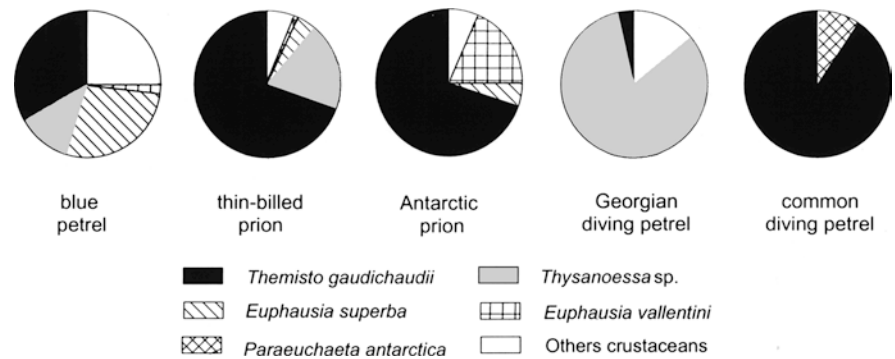 blue petrel
thin-billed prion
Antarctic prion
Georgian diving petrel
common diving petrel
Themisto gaudichaudii
Thysanoessa sp.
Euphausia superba
Euphausia vallentini
Paraeuchaeta antarctica
Others crustaceans